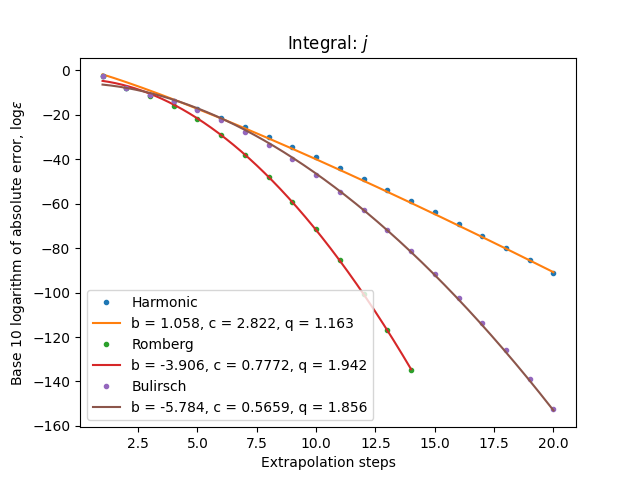 Integral: j
Base 10 logarithm of absolute error, logε
0
−20
−40
−60
−80
−100
−120
−140
−160
Harmonic
b = 1.058, c = 2.822, q = 1.163
Romberg
b = -3.906, c = 0.7772, q = 1.942
Bulirsch
b = -5.784, c = 0.5659, q = 1.856
2.5 5.0 7.5 10.0 12.5 15.0 17.5 20.0
Extrapolation steps